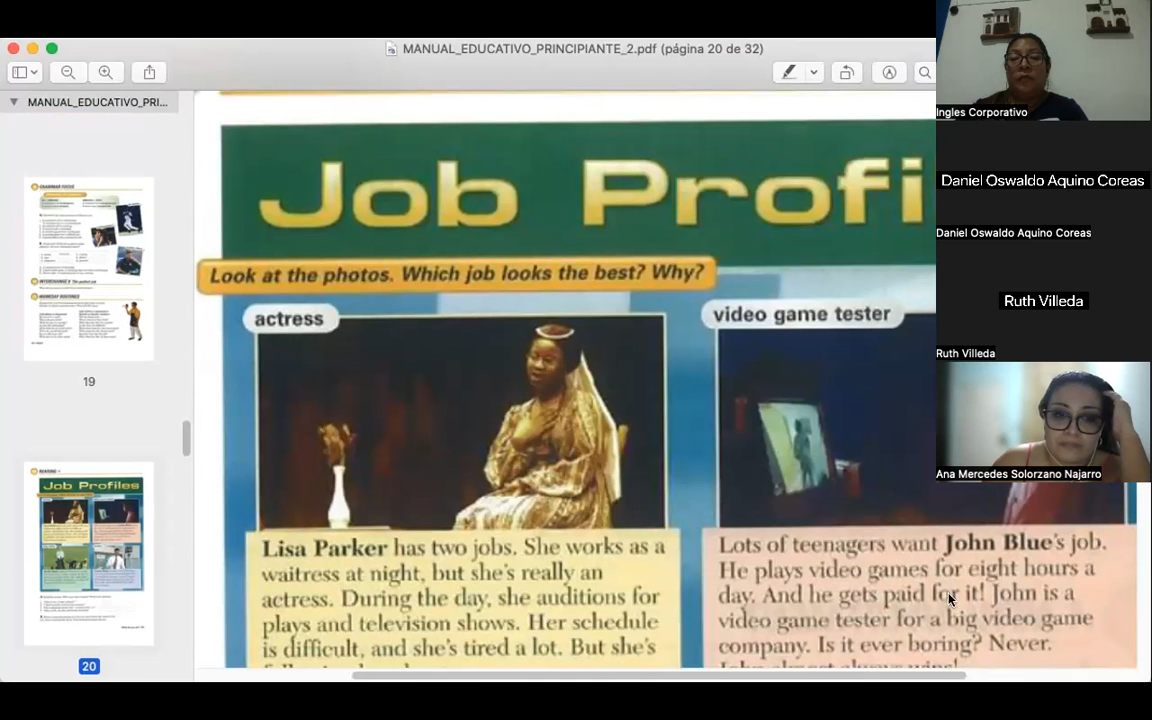 MANUAL_EDUCATIVO_PRINCIPIANTE_2.pdf (página 20 de 32)
MANUAL_EDUCATIVO_PRI...
19
Job Profiles
20
Job Profi
Look at the photos. Which job looks the best? Why?
actress
Lisa Parker has two jobs. She works as a
waitress at night, but she's really an
actress. During the day, she auditions for
plays and television shows. Her schedule
is difficult, and she's tired a lot. But she's
video game tester
Lots of teenagers want John Blue's job.
He plays video games for eight hours a
day. And he gets paid for it! John is a
video game tester for a big video game
company. Is it ever boring? Never.
Ingles Corporativo
Daniel Oswaldo Aquino Coreas
Daniel Oswaldo Aquino Coreas
Ruth Villeda
Ruth Villeda
Ana Mercedes Solorzano Najarro